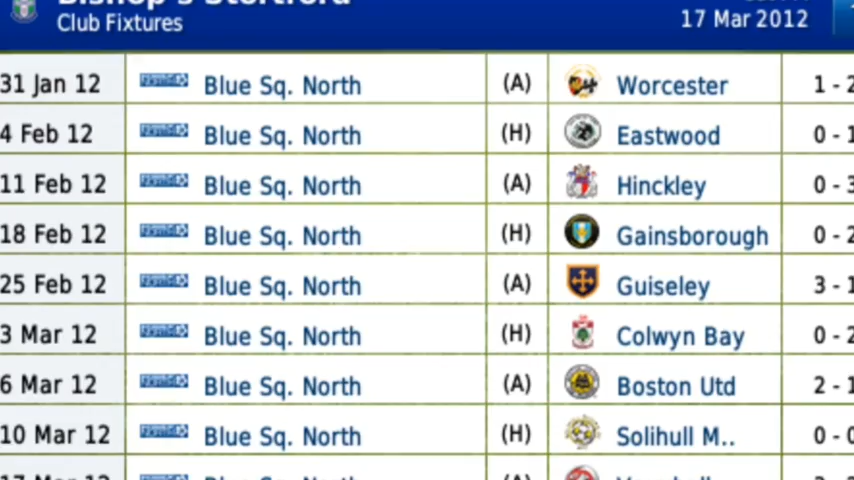 Club Fixtures
17 Mar 2012
31 Jan 12 Blue Sq. North (A) Worcester 1 - 2
4 Feb 12 Blue Sq. North (H) Eastwood 0 - 1
11 Feb 12 Blue Sq. North (A) Hinckley 0 - 3
18 Feb 12 Blue Sq. North (H) Gainsborough 0 - 2
25 Feb 12 Blue Sq. North (A) Guiseley 3 - 1
3 Mar 12 Blue Sq. North (H) Colwyn Bay 0 - 2
6 Mar 12 Blue Sq. North (A) Boston Utd 2 - 1
10 Mar 12 Blue Sq. North (H) Solihull M.. 0 - 0